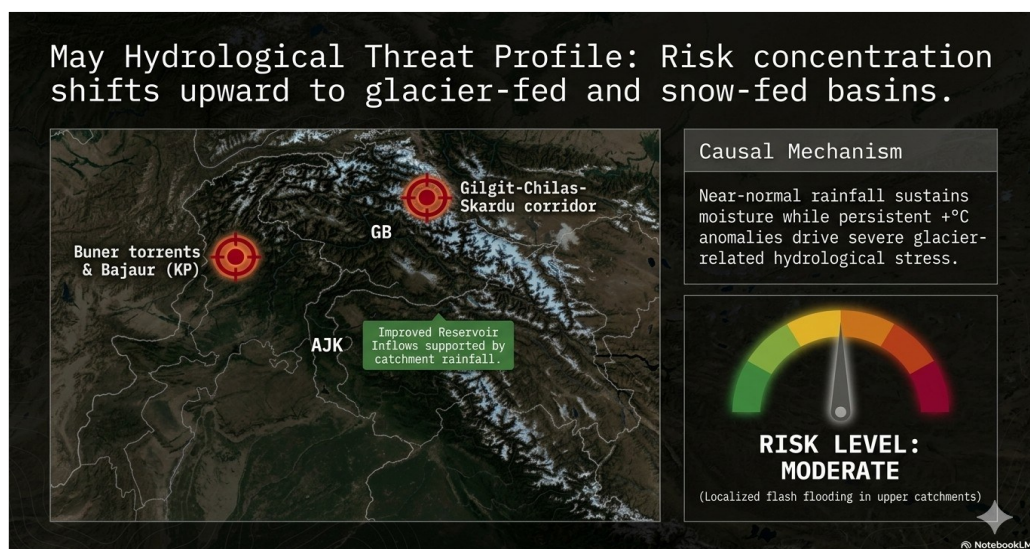 May Hydrological Threat Profile: Risk concentration
shifts upward to glacier-fed and snow-fed basins.
Gilgit-Chilas-
Skardu corridor
GB
Buner torrents
& Bajaur (KP)
AJK
Improved Reservoir
Inflows supported by
catchment rainfall.
Causal Mechanism
Near-normal rainfall sustains
moisture while persistent +°C
anomalies drive severe glacier-
related hydrological stress.
RISK LEVEL:
MODERATE
(Localized flash flooding in upper catchments)
NotebookLM